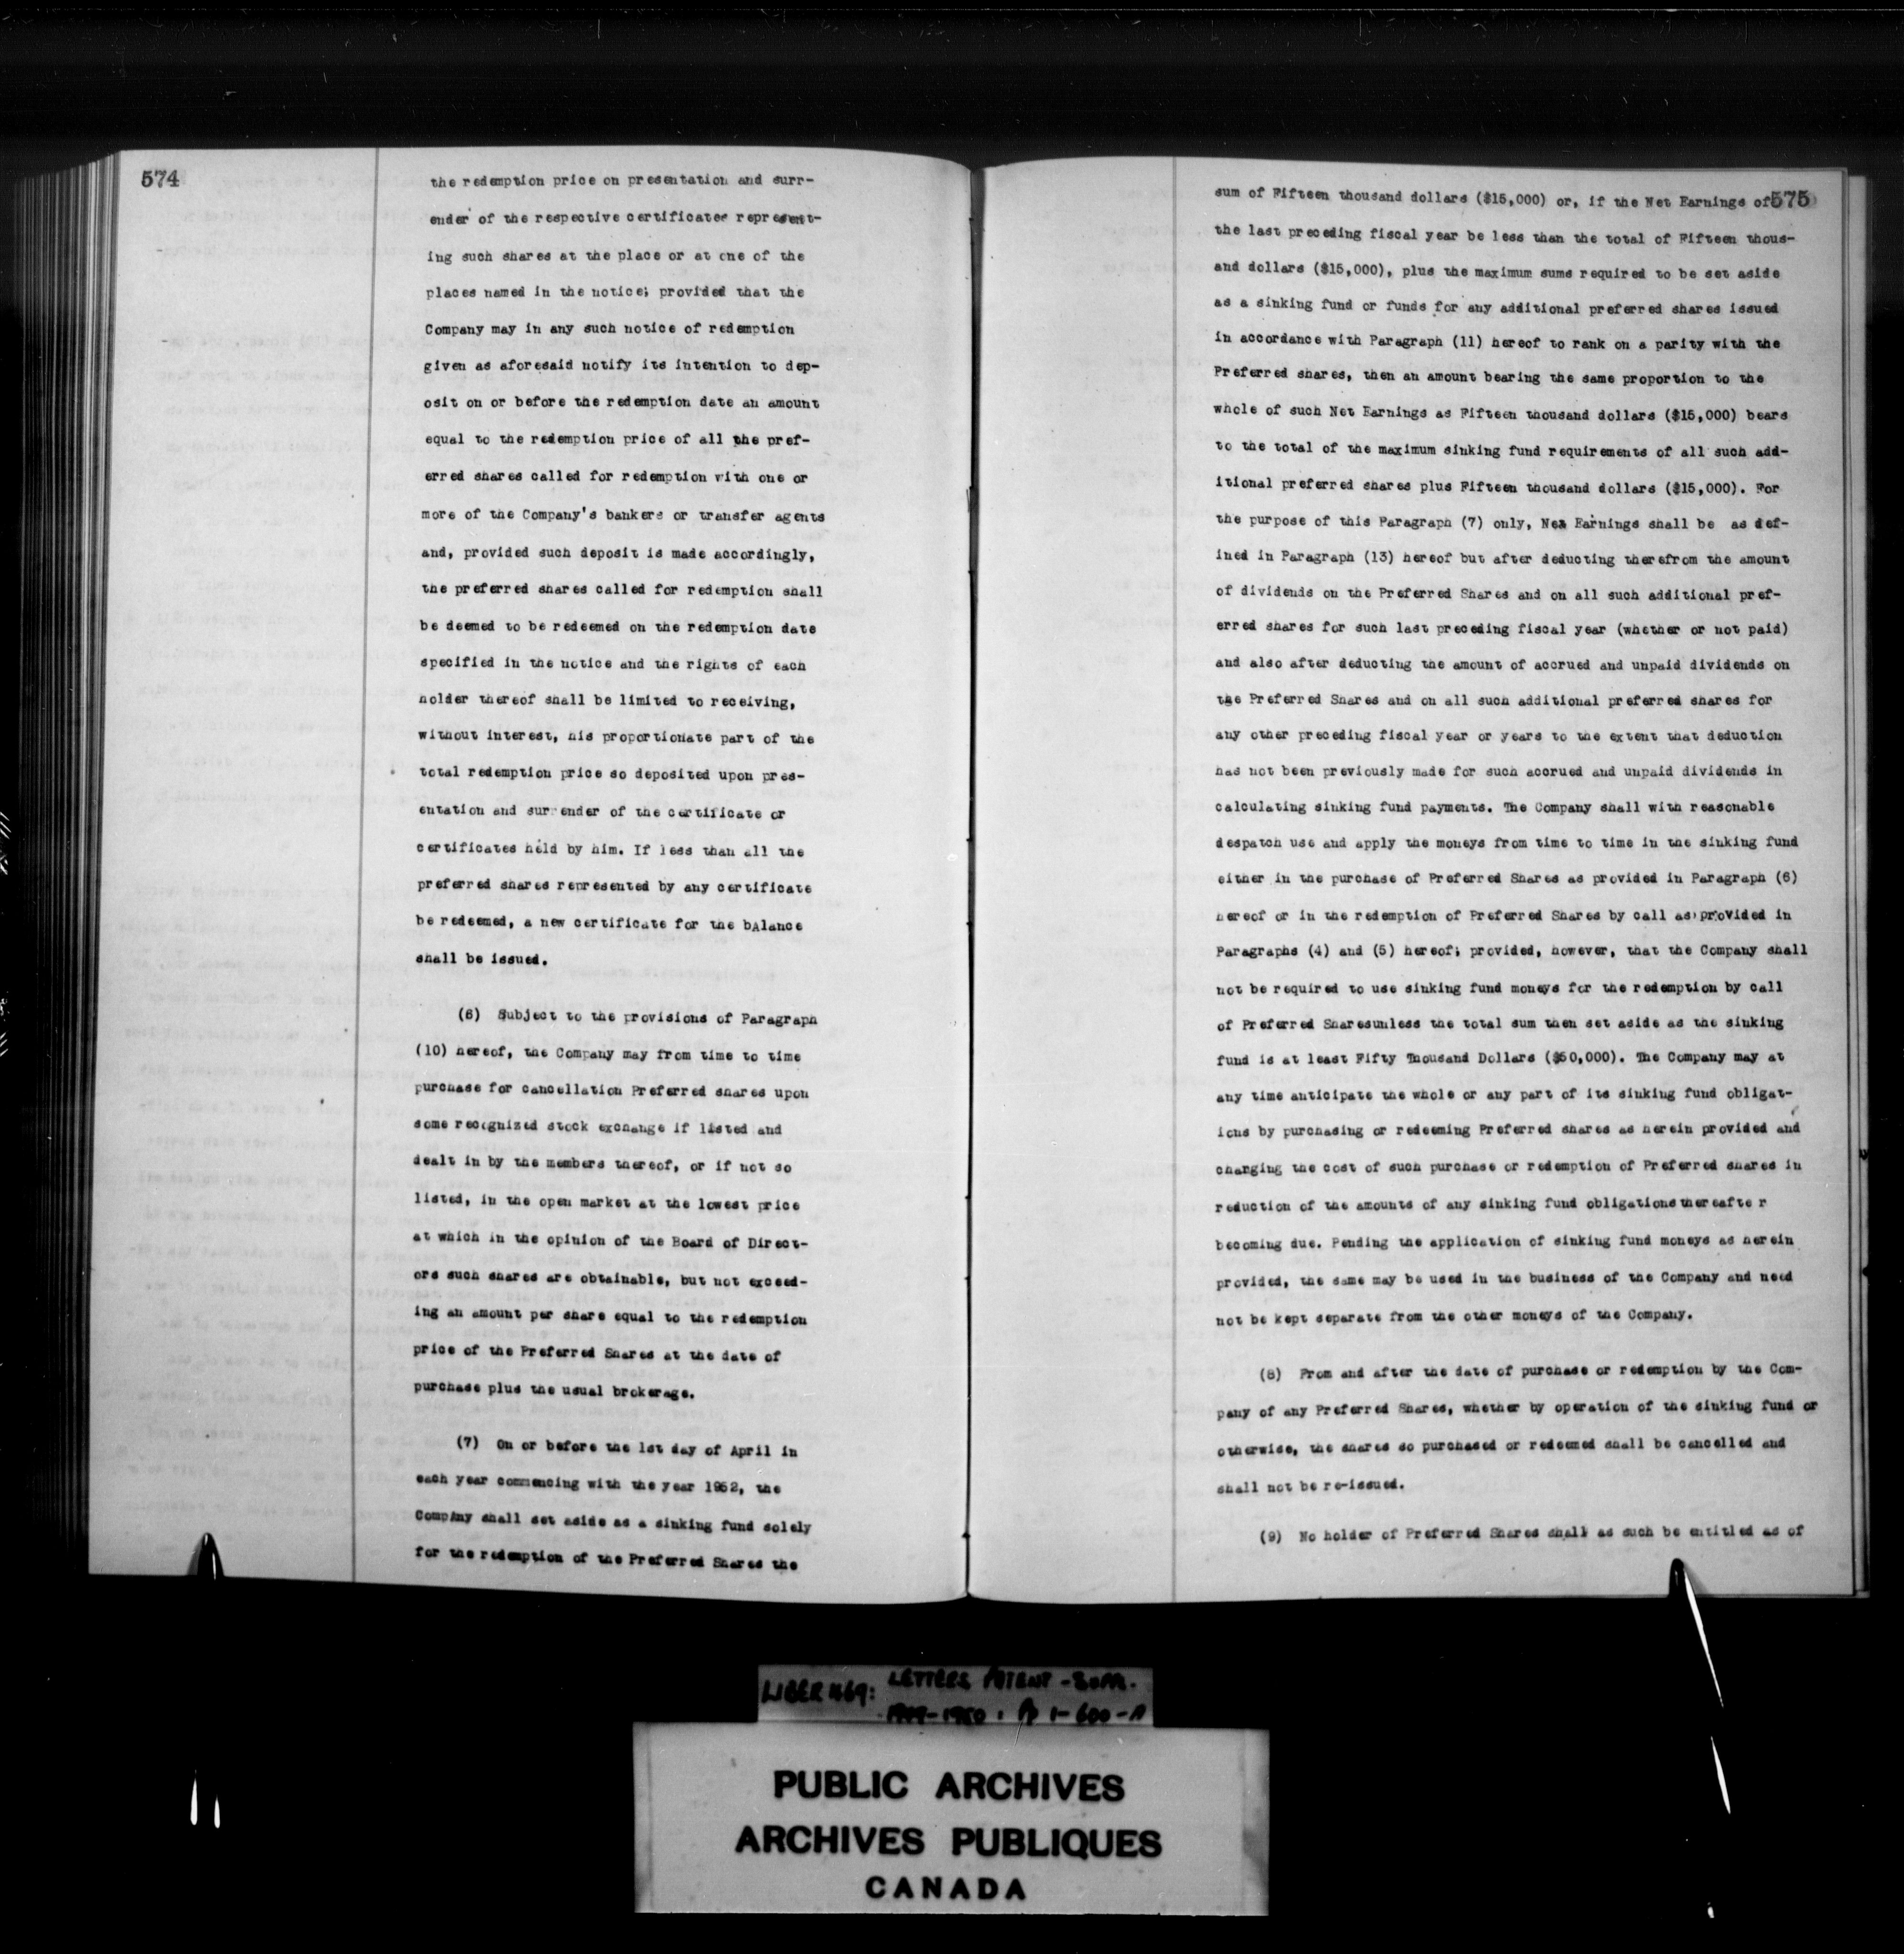 574
the redemption price on presentation and surr-
ender of the respective certificates represent-
ing such shares at the place or at one of the
places named in the notice; provided that the
Company may in any such notice of redemption
given as aforesaid notify its intention to dep-
osit on or before the redemption date an amount
equal to the redemption price of all the pref-
erred shares called for redemption with one or
more of the Company's bankers or transfer agents
and, provided such deposit is made accordingly,
the preferred shares called for redemption shall
be deemed to be redeemed on the redemption date
specified in the notice and the rights of each
holder thereof shall be limited to receiving,
without interest, his proportionate part of the
total redemption price so deposited upon pres-
entation and surrender of the certificate or
certificates held by him. If less than all the
preferred shares represented by any certificate
be redeemed, a new certificate for the bAlance
shall be issued.
(6) Subject to the provisions of Paragraph
(10) hereof, the Company may from time to time
purchase for cancellation Preferred shares upon
some recognized stock exchange if listed and
dealt in by the members thereof, or if not so
listed, in the open market at the lowest price
at which in the opinion of the Board of Direct-
ors such shares are obtainable, but not exceed-
ing an amount per share equal to the redemption
price of the Preferred Shares at the date of
purchase plus the usual brokerage.
(7) On or before the 1st day of April in
each year commencing with the year 1952, the
CompAny shall set aside as a sinking fund solely
for the redemption of the Preferred Shares the
575
sum of Fifteen thousand dollars ($15,000) or, if the Net Earnings of
the last preceding fiscal year be less than the total of Fifteen thous-
and dollars ($15,000), plus the maximum sums required to be set aside
as a sinking fund or funds for any additional preferred shares issued
in accordance with Paragraph (11) hereof to rank on a parity with the
Preferred shares, then an amount bearing the same proportion to the
whole of such Net Earnings as Fifteen thousand dollars ($15,000) bears
to the total of the maximum sinking fund requirements of all such add-
itional preferred shares plus Fifteen thousand dollars ($15,000). For
the purpose of this Paragraph (7) only, Net Earnings shall be as def-
ined in Paragraph (13) hereof but after deducting therefrom the amount
of dividends on the Preferred Shares and on all such additional pref-
erred shares for such last preceding fiscal year (whether or not paid)
and also after deducting the amount of accrued and unpaid dividends on
the Preferred Shares and on all such additional preferred shares for
any other preceding fiscal year or years to the extent that deduction
has not been previously made for such accrued and unpaid dividends in
calculating sinking fund payments. The Company shall with reasonable
despatch use and apply the moneys from time to time in the sinking fund
either in the purchase of Preferred Shares as provided in Paragraph (6)
hereof or in the redemption of Preferred Shares by call as provided in
Paragraphs (4) and (5) hereof; provided, however, that the Company shall
not be required to use sinking fund moneys for the redemption by call
of Preferred Sharesunless the total sum then set aside as the sinking
fund is at least Fifty Thousand Dollars ($50,000). The Company may at
any time anticipate the whole or any part of its sinking fund obligat-
ions by purchasing or redeeming Preferred shares as herein provided and
charging the cost of such purchase or redemption of Preferred shares in
reduction of the amounts of any sinking fund obligationsthereafte r
becoming due. Pending the application of sinking fund moneys as herein
provided, the same may be used in the business of the Company and need
not be kept separate from the other moneys of the Company.
(8) From and after the date of purchase or redemption by the Com-
pany of any Preferred Shares, whether by operation of the sinking fund or
otherwise, the shares so purchased or redeemed shall be cancelled and
shall not be re-issued.
(9) No holder of Preferred Shares shall as such be entitled as of
LIBER 469: LETTERS PATENT -
1949-1950 : Pp 1-600-A
PUBLIC ARCHIVES
ARCHIVES PUBLIQUES
CANADA